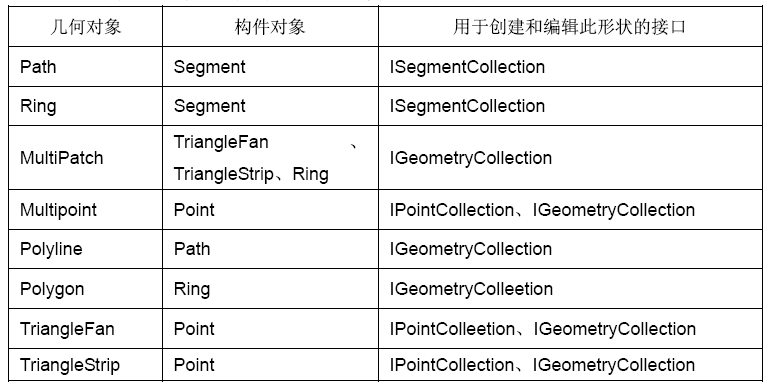 几何对象 构件对象 用于创建和编辑此形状的接口
Path Segment ISegmentCollection
Ring Segment ISegmentCollection
MultiPatch TriangleFan 、 IGeometryCollection
TriangleStrip、Ring
Multipoint Point IPointCollection、IGeometryCollection
Polyline Path IGeometryCollection
Polygon Ring IGeometryColleetion
TriangleFan Point IPointColleetion、IGeometryCollection
TriangleStrip Point IPointCollection、IGeometryCollection